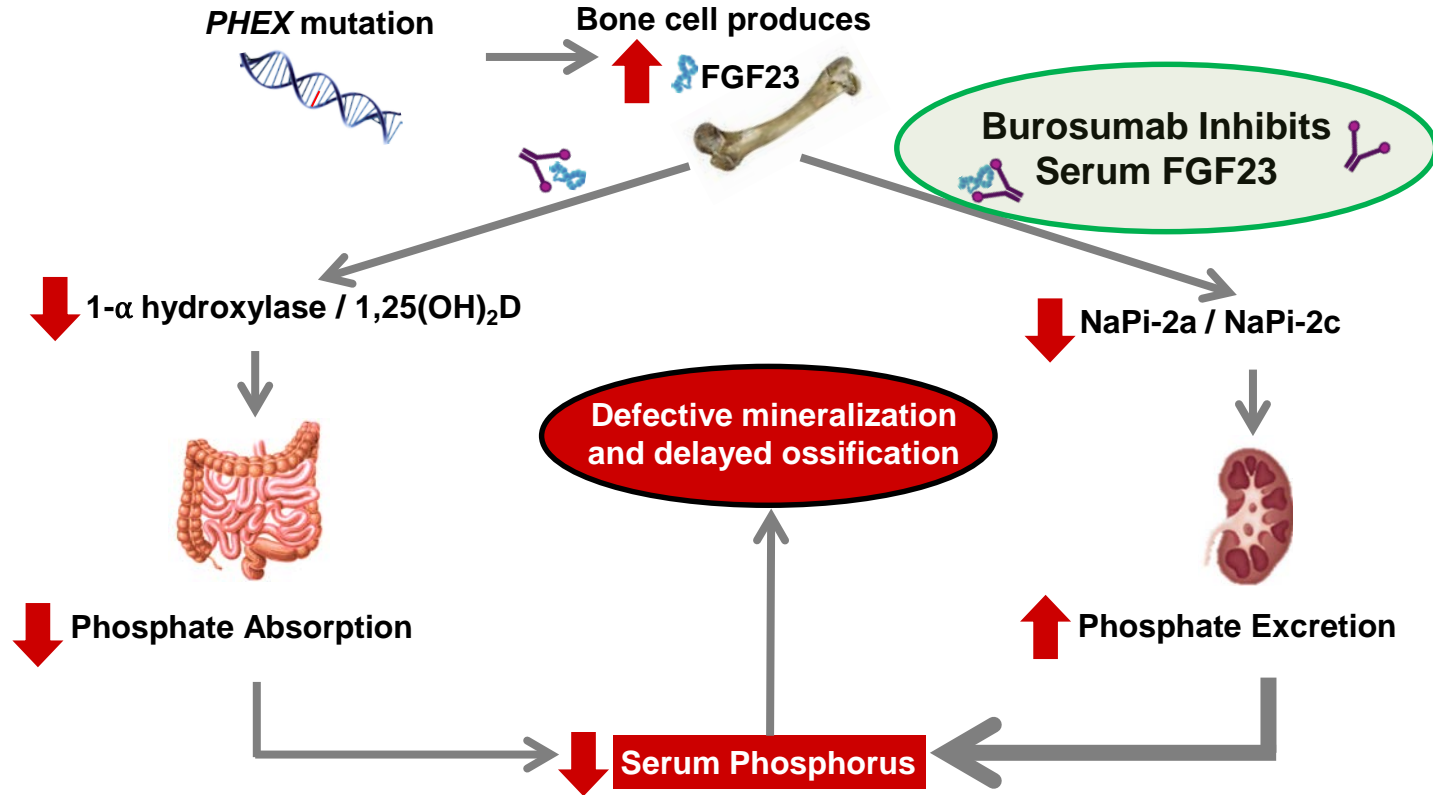 PHEX mutation
Bone cell produces
FGF23
Burosumab Inhibits
Serum FGF23
1-α hydroxylase / 1,25(OH)₂D
NaPi-2a / NaPi-2c
Defective mineralization
and delayed ossification
Phosphate Absorption
Phosphate Excretion
Serum Phosphorus